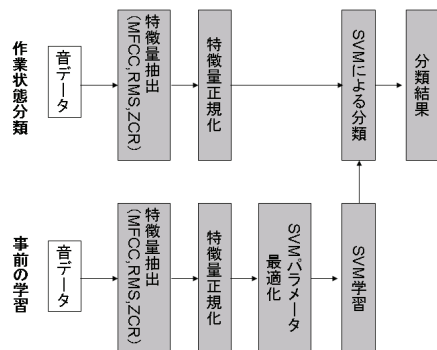 作業状態分類
音データ
特徴量抽出
(MFCC,RMS,ZCR)
特徴量正規化
SVMによる分類
分類結果
事前の学習
音データ
特徴量抽出
(MFCC,RMS,ZCR)
特徴量正規化
SVMパラメータ
最適化
SVM学習